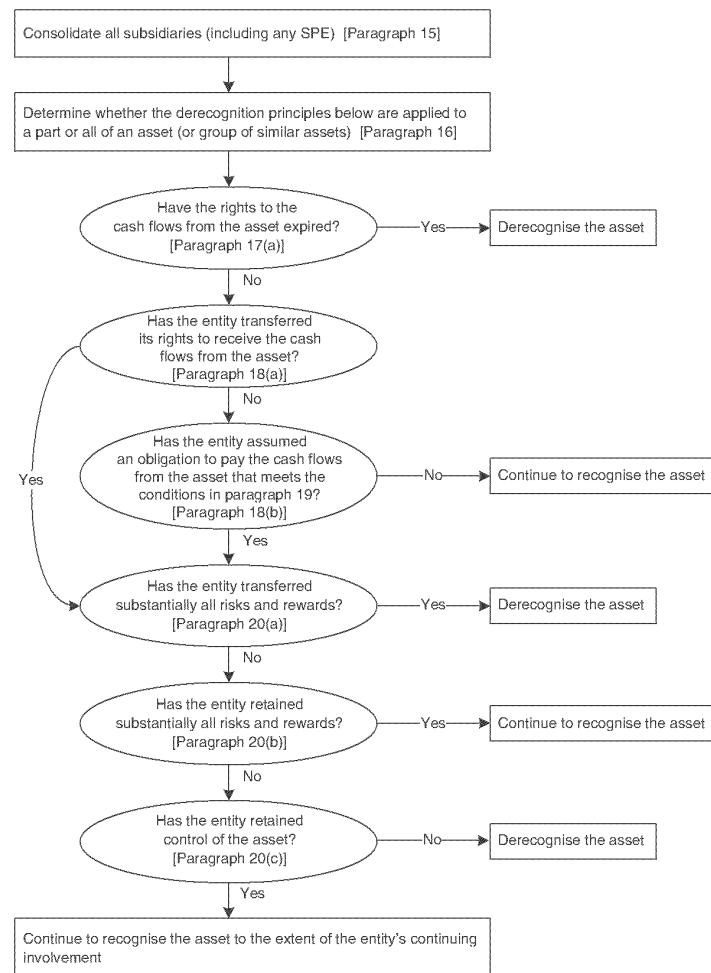 Consolidate all subsidiaries (including any SPE) [Paragraph 15]
Determine whether the derecognition principles below are applied to
a part or all of an asset (or group of similar assets) [Paragraph 16]
Have the rights to the
cash flows from the asset expired?
[Paragraph 17(a)]
Yes
Derecognise the asset
No
Has the entity transferred
its rights to receive the cash
flows from the asset?
[Paragraph 18(a)]
No
Has the entity assumed
an obligation to pay the cash flows
from the asset that meets the
conditions in paragraph 19?
[Paragraph 18(b)]
No
Continue to recognise the asset
Yes
Yes
Has the entity transferred
substantially all risks and rewards?
[Paragraph 20(a)]
Yes
Derecognise the asset
No
Has the entity retained
substantially all risks and rewards?
[Paragraph 20(b)]
Yes
Continue to recognise the asset
No
Has the entity retained
control of the asset?
[Paragraph 20(c)]
No
Derecognise the asset
Yes
Continue to recognise the asset to the extent of the entity's continuing
involvement